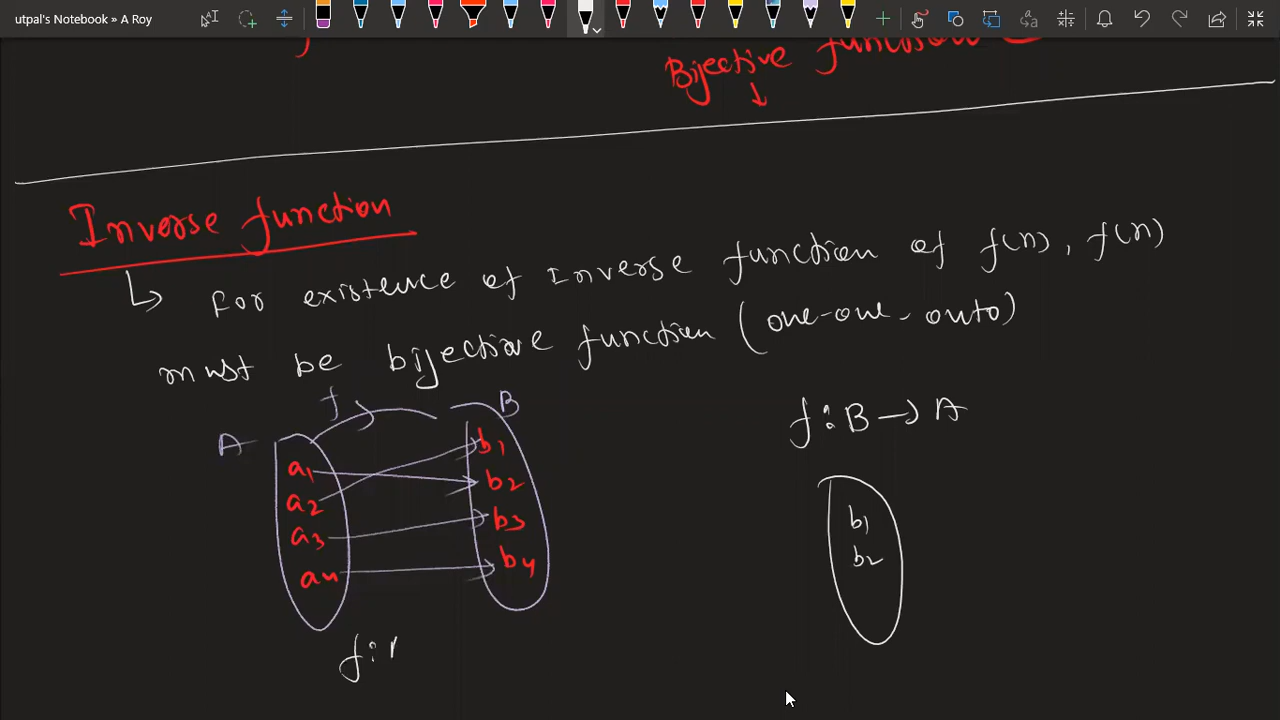 utpal's Notebook » A Roy
Bijective function
Inverse function
For existence of inverse function of f(n), f(n)
must be bijective function (one-one, onto)
f
A
B
f : B → A
a1
b1
a2
b2
a3
b3
a4
b4
b1
b2
f :